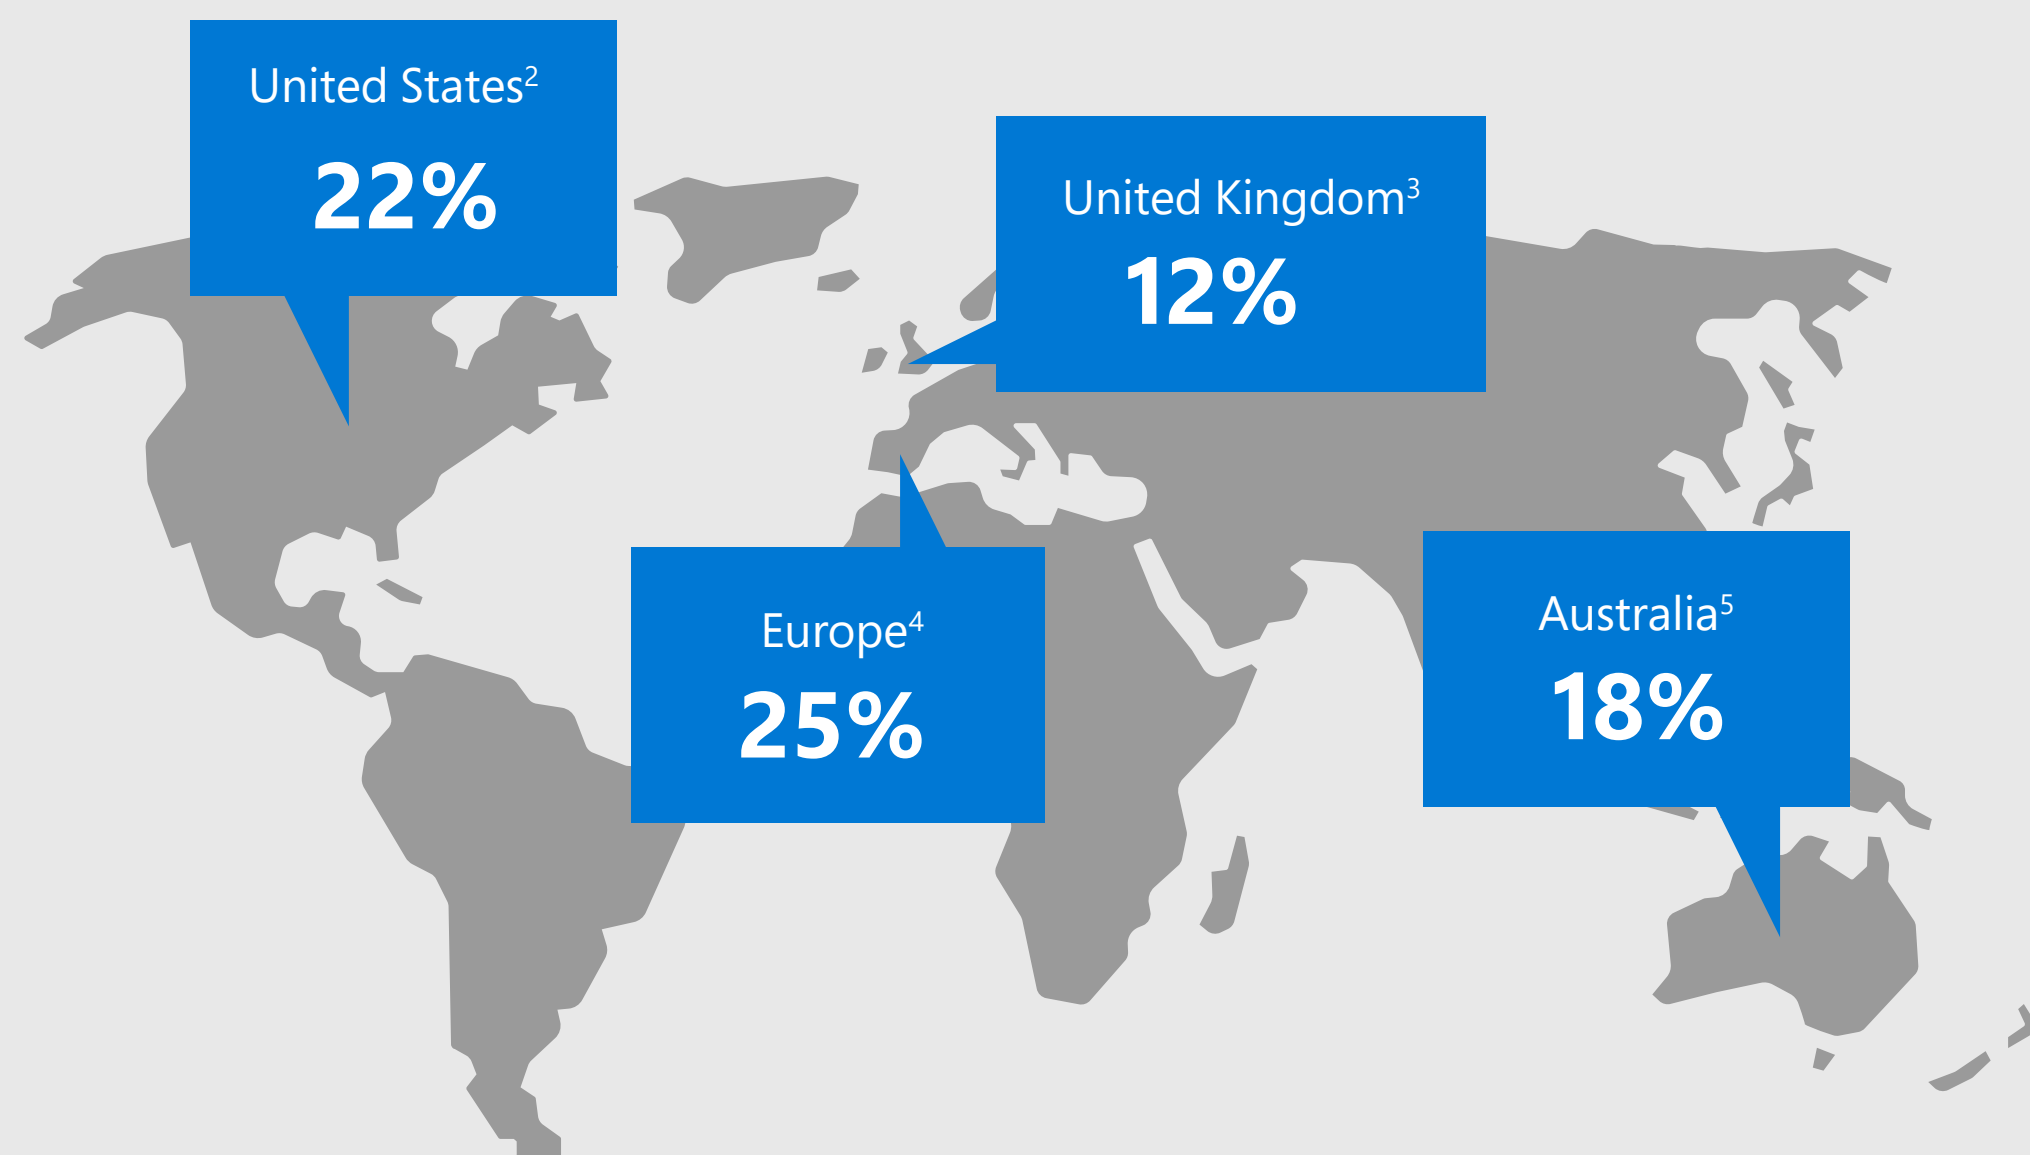 United States²
22%
United Kingdom³
12%
Europe⁴
25%
Australia⁵
18%